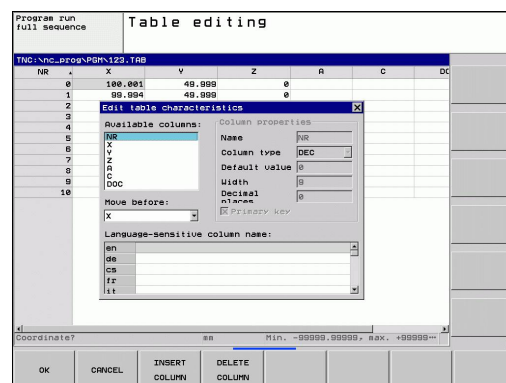 Program run
full sequence
Table editing
TNC:\nc_prog\PGM\123.TAB
NR X Y Z A C DOC
0 100.001 49.999 0
1 99.994 49.999 0
2
3
4
5
6
7
8
9
10
Edit table characteristics
Available columns:
NR
X
Y
Z
A
C
DOC
Move before:
X
Column properties
Name NR
Column type DEC
Default value 0
Width 9
Decimal places 0
Primary key
Language-sensitive column name:
en
de
cs
fr
it
Coordinate? mm Min. -99999.99999, max. +99999
OK
CANCEL
INSERT
COLUMN
DELETE
COLUMN